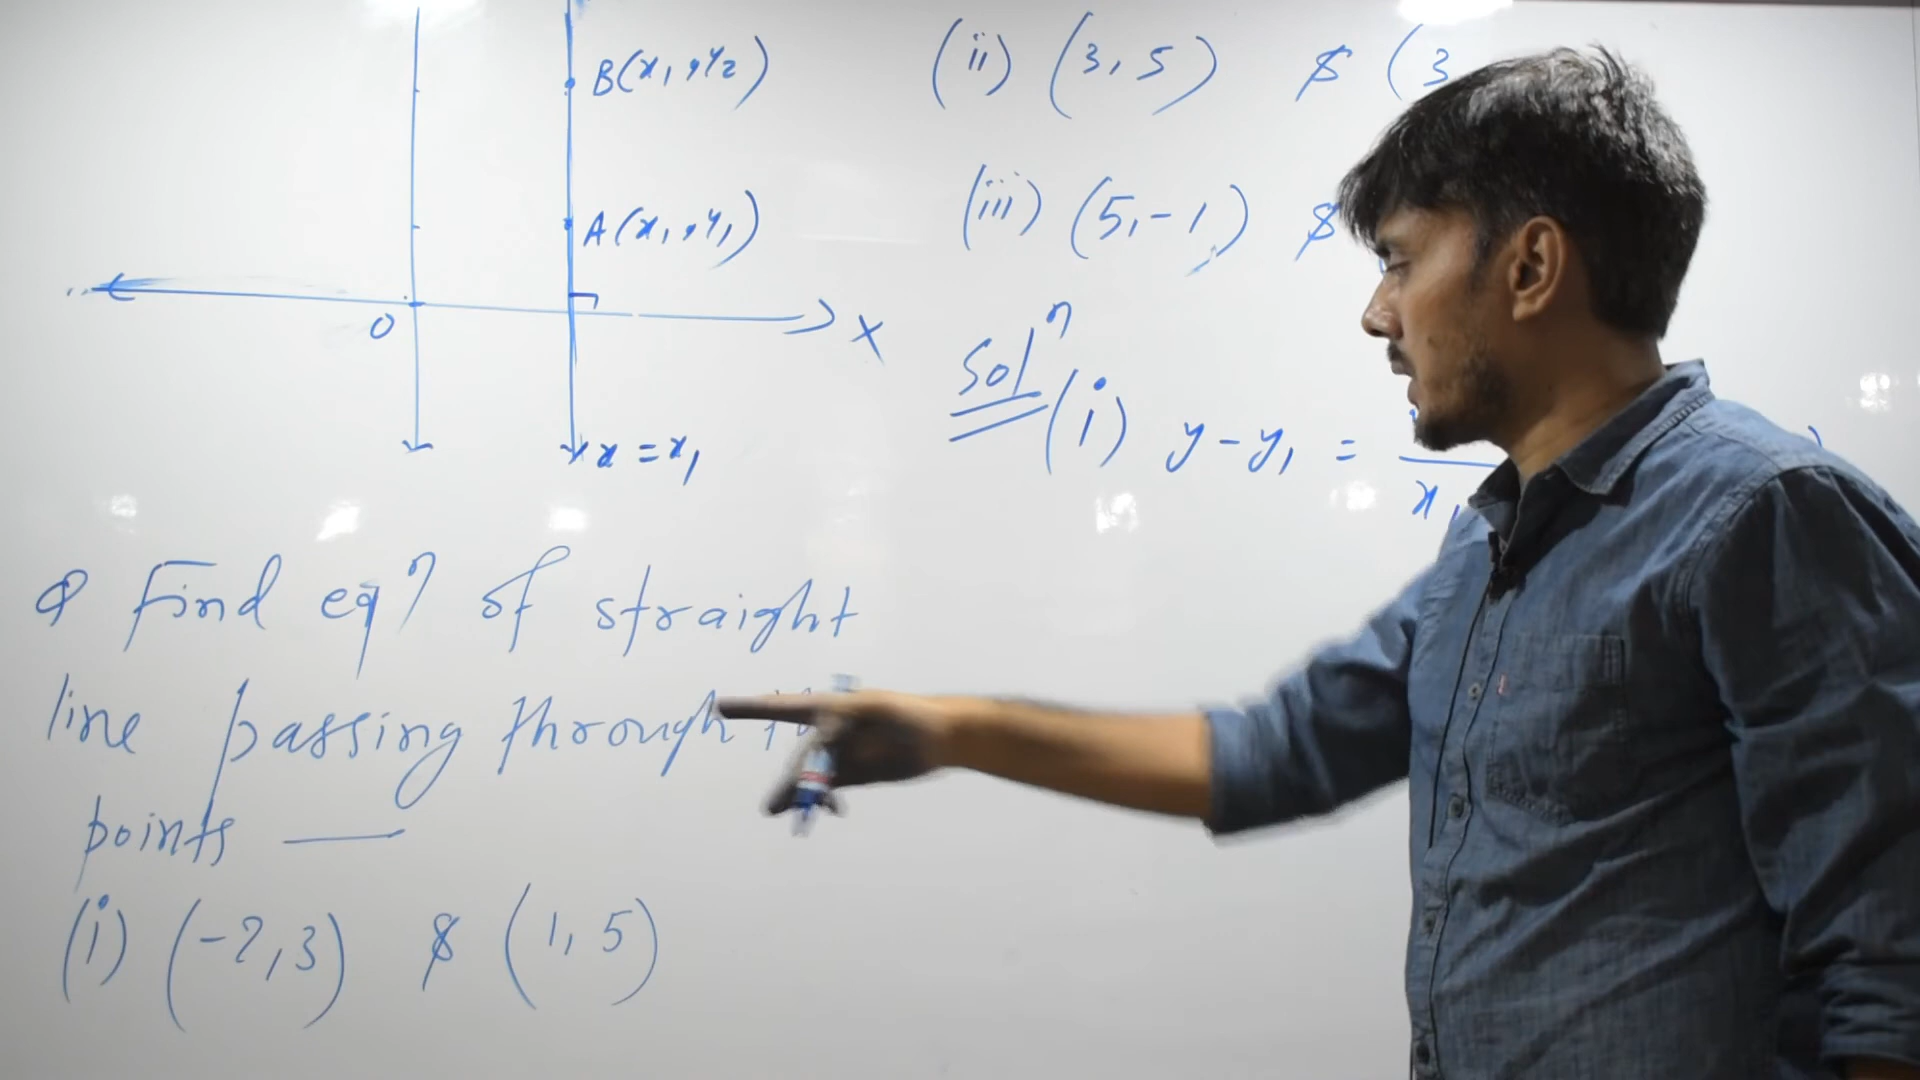 B(x₁, y₂)
A(x₁, y₁)
O
X
x = x₁
Q Find eqⁿ of straight
line passing through
points —
(i) (-2,3) & (1, 5)
(ii) (3, 5) & (3
(iii) (5, -1) &
Solⁿ
(i) y - y₁ =
x₁